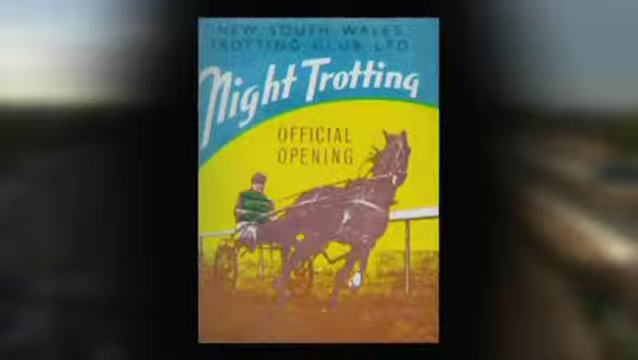 NEW SOUTH WALES
TROTTING CLUB LTD
Night Trotting
OFFICIAL
OPENING